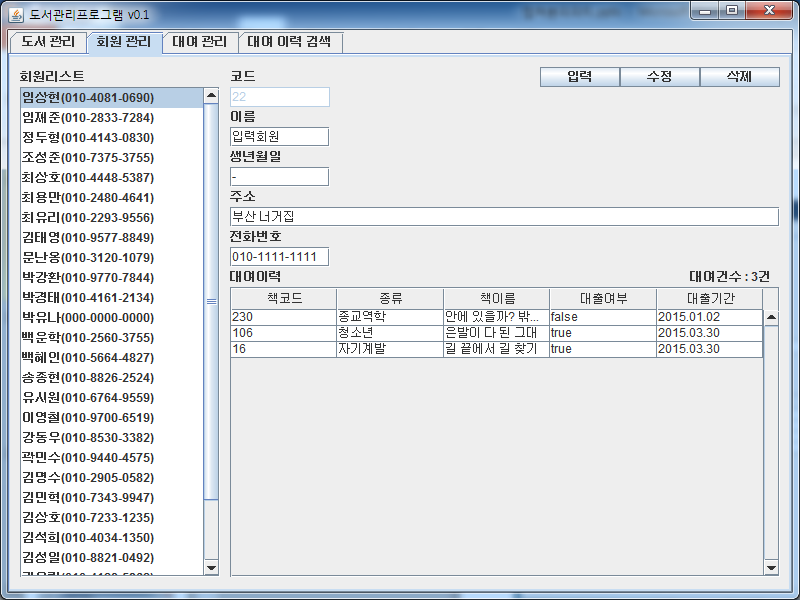 도서관리프로그램 v0.1
도서 관리 회원 관리 대여 관리 대여 이력 검색
회원리스트
임상현(010-4081-0690)
임재준(010-2833-7284)
정두형(010-4143-0830)
조성준(010-7375-3755)
최상호(010-4448-5387)
최용만(010-2480-4641)
최유리(010-2293-9556)
김태영(010-9577-8849)
문난옹(010-3120-1079)
박강환(010-9770-7844)
박경태(010-4161-2134)
박유나(000-0000-0000)
백운학(010-2560-3755)
백혜인(010-5664-4827)
송종현(010-8826-2524)
유서원(010-6764-9559)
이영철(010-9700-6519)
강동우(010-8530-3382)
곽민수(010-9440-4575)
김명수(010-2905-0582)
김민혁(010-7343-9947)
김상호(010-7233-1235)
김석희(010-4034-1350)
김성일(010-8821-0492)
코드
22
입력 수정 삭제
이름
입력회원
생년월일
-
주소
부산 너거집
전화번호
010-1111-1111
대여이력 대여건수 : 3건
책코드 종류 책이름 대출여부 대출기간
230 종교역학 안에 있을까? 밖... false 2015.01.02
106 청소년 은발이 다 된 그대 true 2015.03.30
16 자기계발 길 끝에서 길 찾기 true 2015.03.30